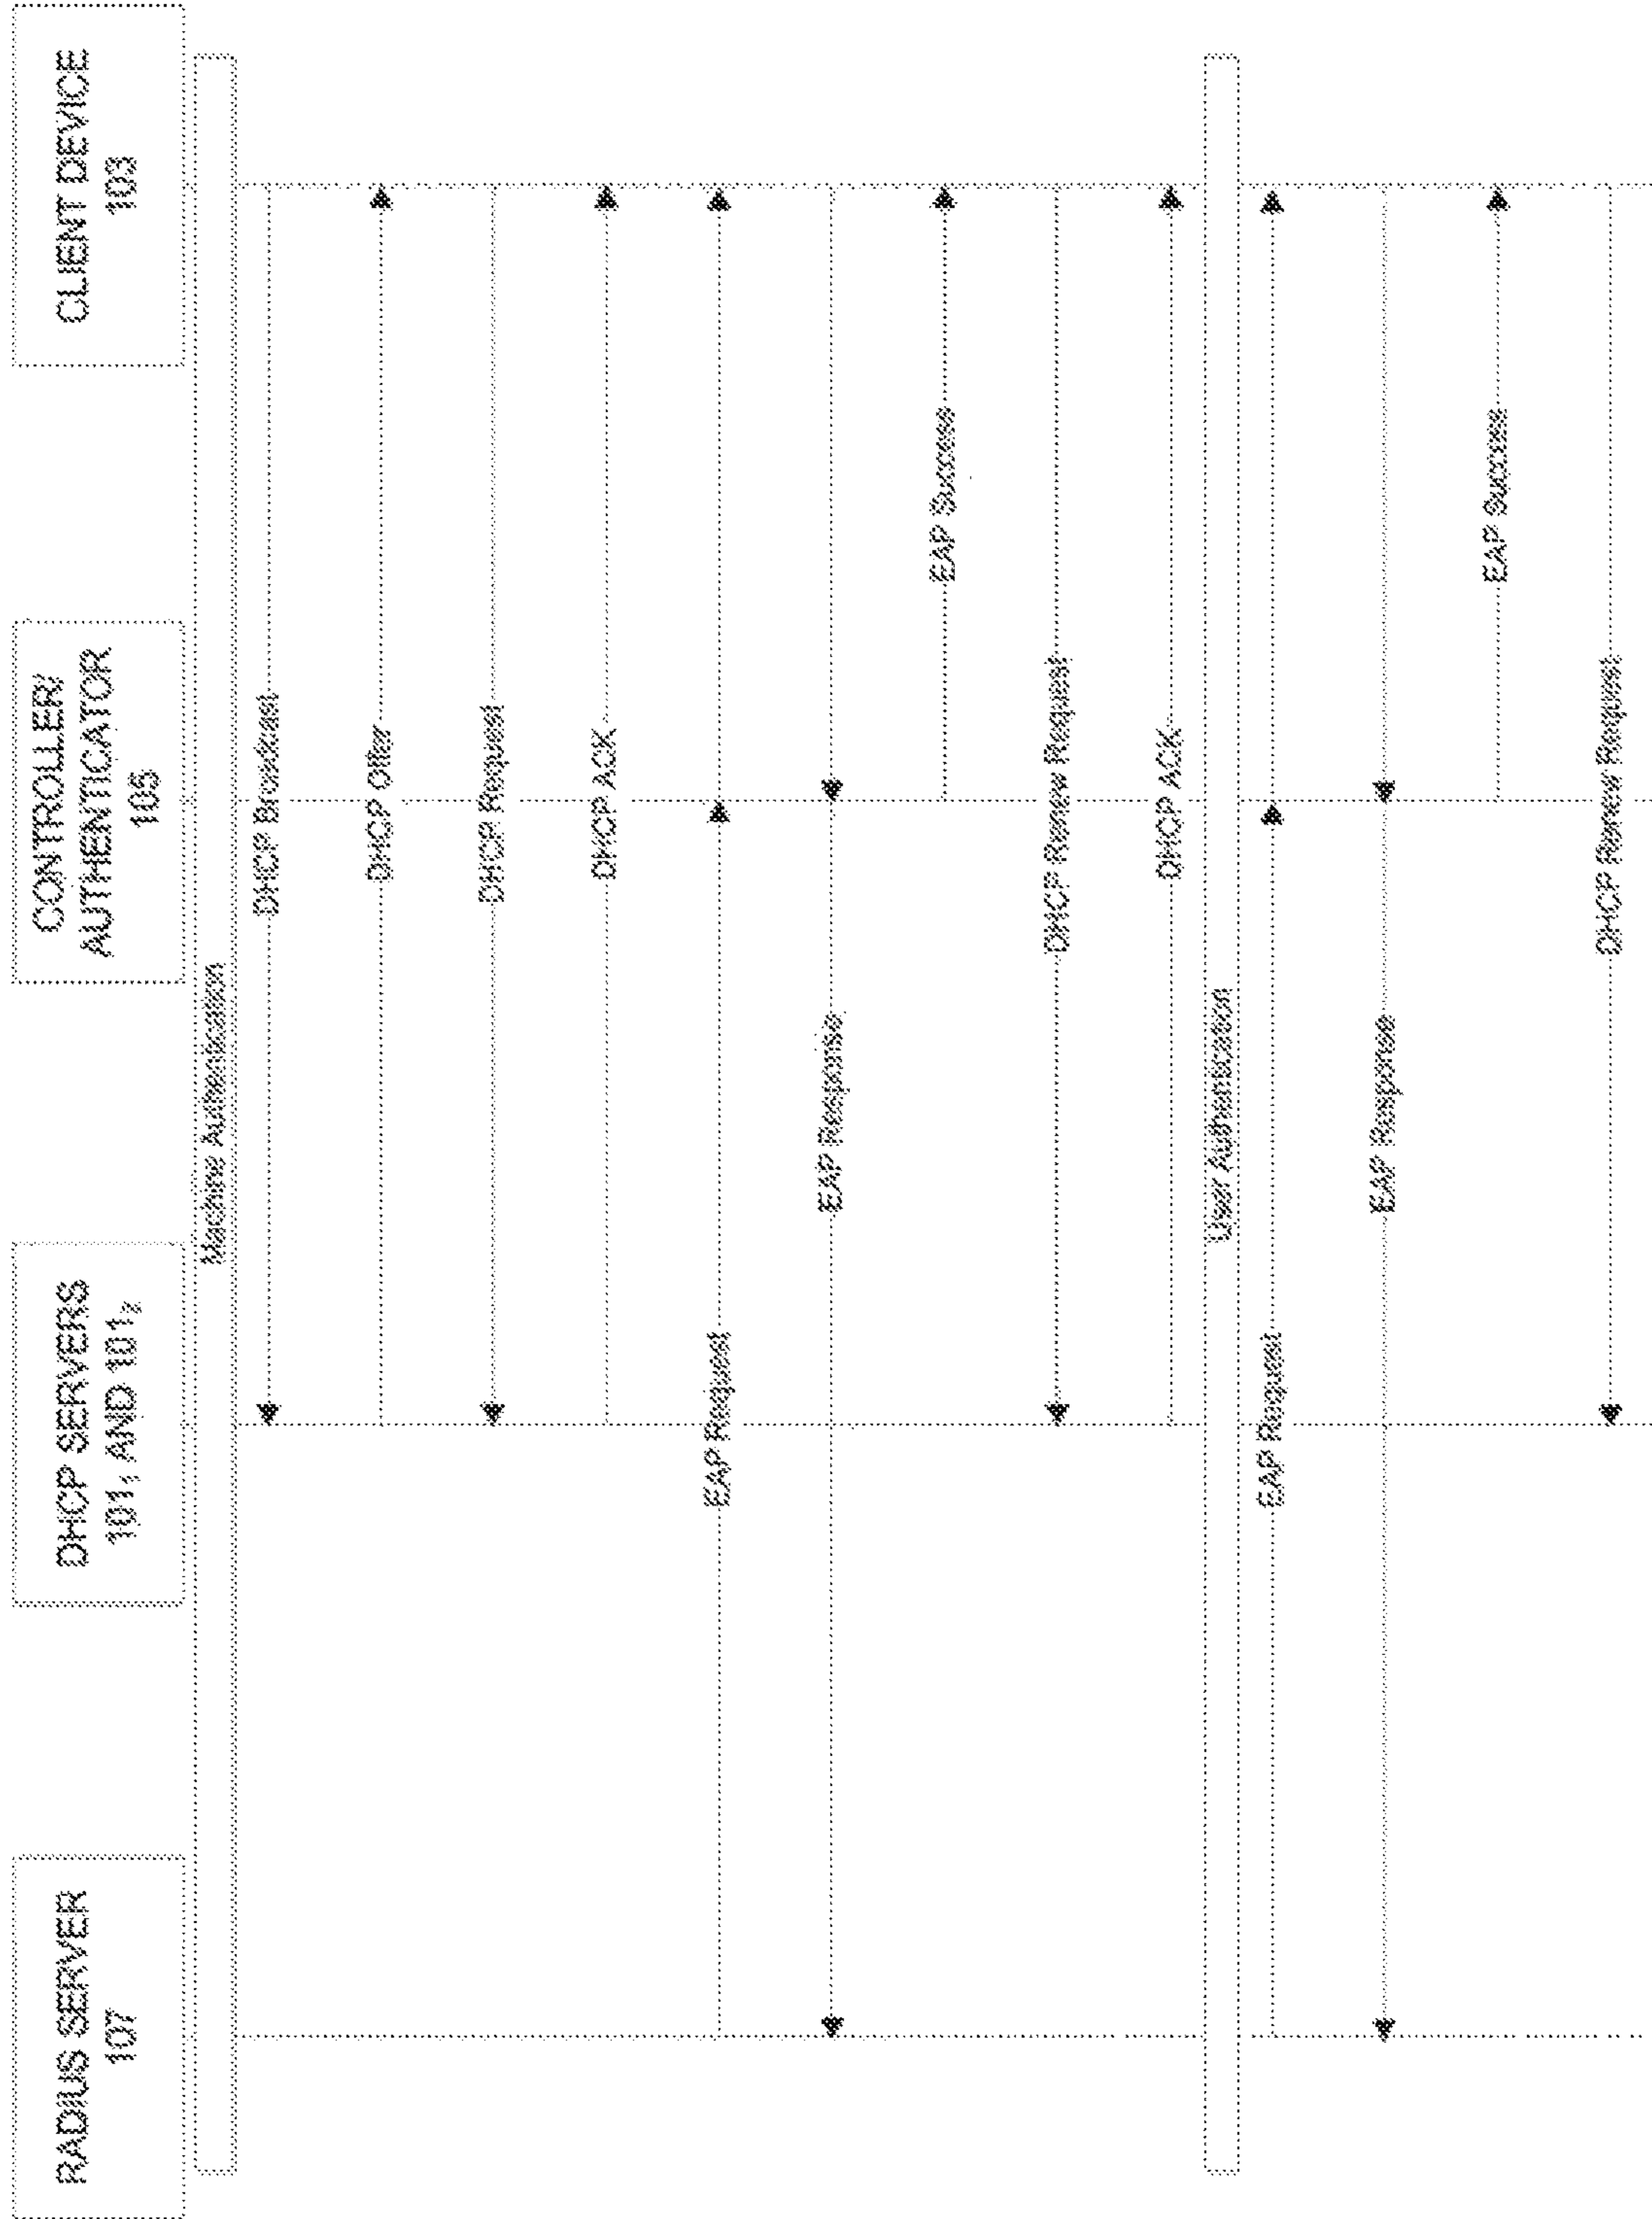 RADIUS SERVER
107
DHCP SERVERS
101₁ AND 101₂
CONTROLLER/
AUTHENTICATOR
105
CLIENT DEVICE
103
Machine Authentication
DHCP Broadcast
DHCP Offer
DHCP Request
DHCP ACK
EAP Request
EAP Response
EAP Success
DHCP Renew Request
DHCP ACK
User Authentication
EAP Request
EAP Response
EAP Success
DHCP Renew Request